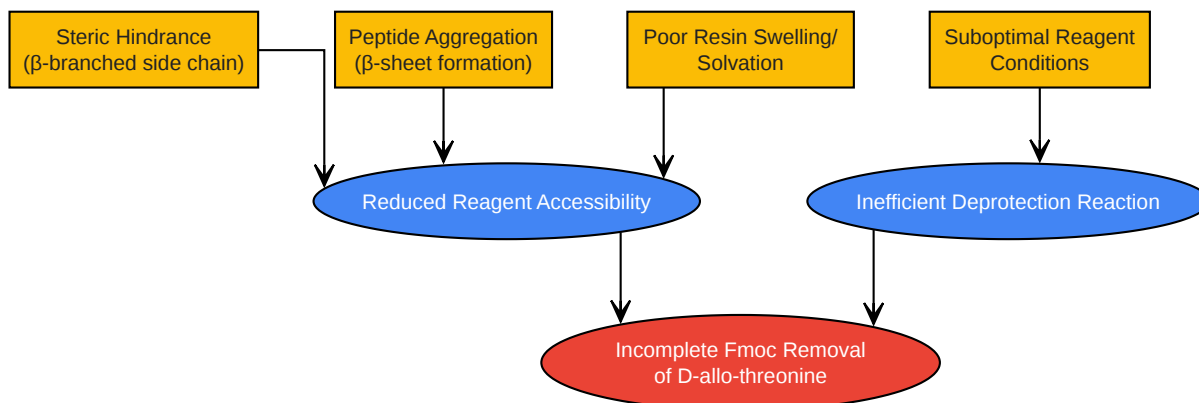 Steric Hindrance
(β-branched side chain)
Peptide Aggregation
(β-sheet formation)
Poor Resin Swelling/
Solvation
Suboptimal Reagent
Conditions
Reduced Reagent Accessibility
Inefficient Deprotection Reaction
Incomplete Fmoc Removal
of D-allo-threonine